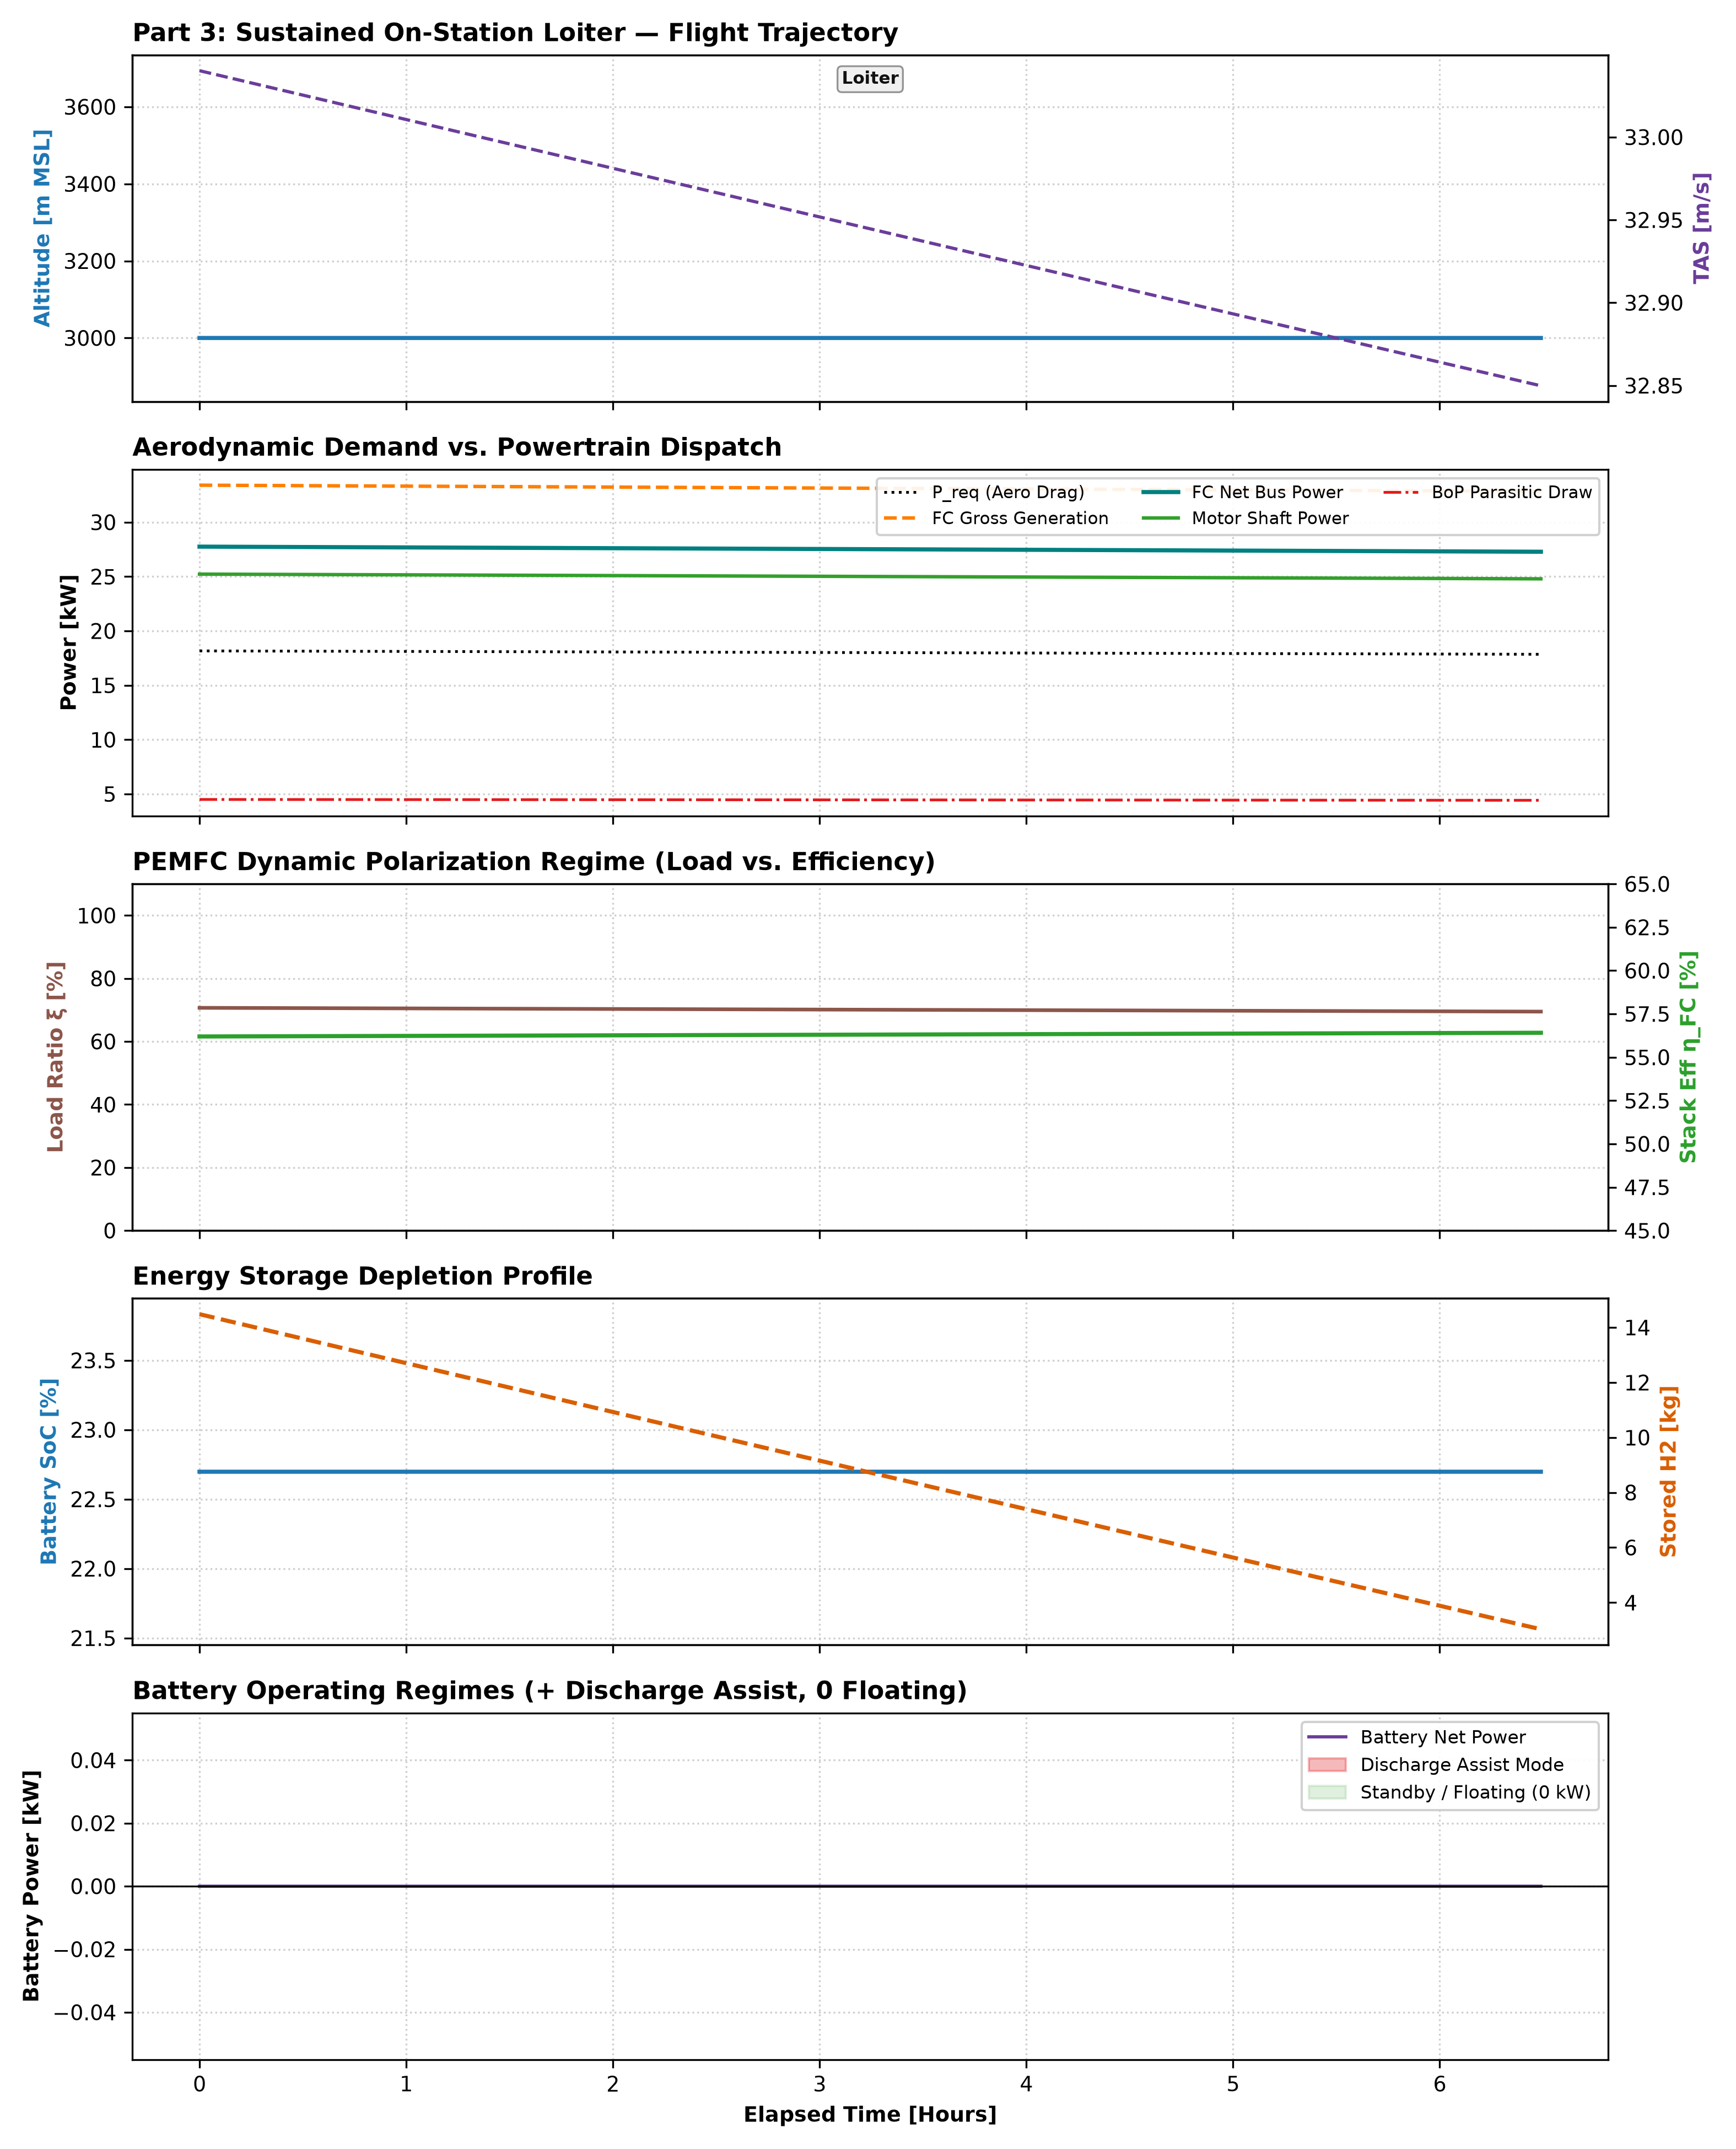 Part 3: Sustained On-Station Loiter — Flight Trajectory
Loiter
Altitude [m MSL]
3600
3400
3200
3000
TAS [m/s]
33.00
32.95
32.90
32.85
Aerodynamic Demand vs. Powertrain Dispatch
Power [kW]
30
25
20
15
10
5
P_req (Aero Drag)
FC Gross Generation
FC Net Bus Power
Motor Shaft Power
BoP Parasitic Draw
PEMFC Dynamic Polarization Regime (Load vs. Efficiency)
Load Ratio ξ [%]
100
80
60
40
20
0
Stack Eff η_FC [%]
65.0
62.5
60.0
57.5
55.0
52.5
50.0
47.5
45.0
Energy Storage Depletion Profile
Battery SoC [%]
23.5
23.0
22.5
22.0
21.5
Stored H2 [kg]
14
12
10
8
6
4
Battery Operating Regimes (+ Discharge Assist, 0 Floating)
Battery Power [kW]
0.04
0.02
0.00
−0.02
−0.04
Battery Net Power
Discharge Assist Mode
Standby / Floating (0 kW)
0 1 2 3 4 5 6
Elapsed Time [Hours]